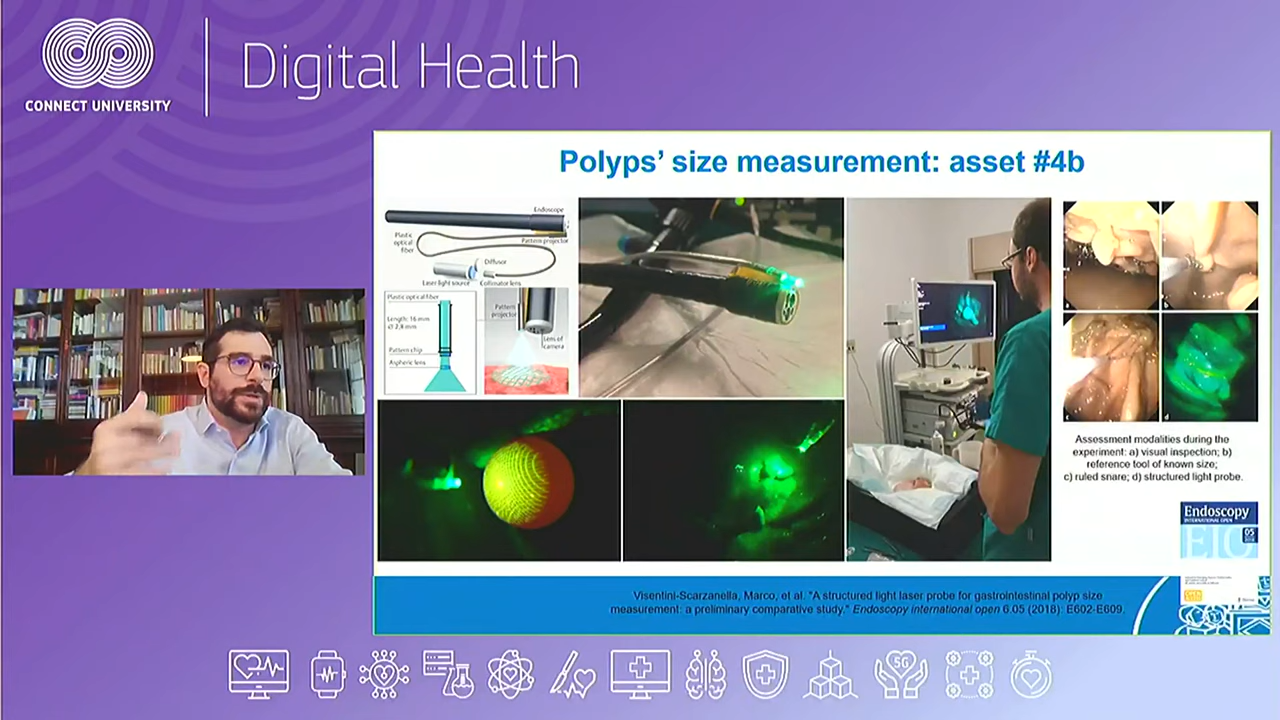 CONNECT UNIVERSITY
Digital Health
Polyps' size measurement: asset #4b
Endoscope
Plastic
optical
fiber
Pattern projector
Diffusor
Laser light source
Collimator lens
Plastic optical fiber
Length: 16 mm
∅ 2,8 mm
Pattern chip
Aspheric lens
Pattern
projector
Lens of
camera
a
b
c
d
Assessment modalities during the
experiment: a) visual inspection; b)
reference tool of known size;
c) ruled snare; d) structured light probe.
Endoscopy
INTERNATIONAL OPEN
05
EIO
Visentini-Scarzanella, Marco, et al. "A structured light laser probe for gastrointestinal polyp size
measurement: a preliminary comparative study." Endoscopy international open 6.05 (2018): E602-E609.
5G